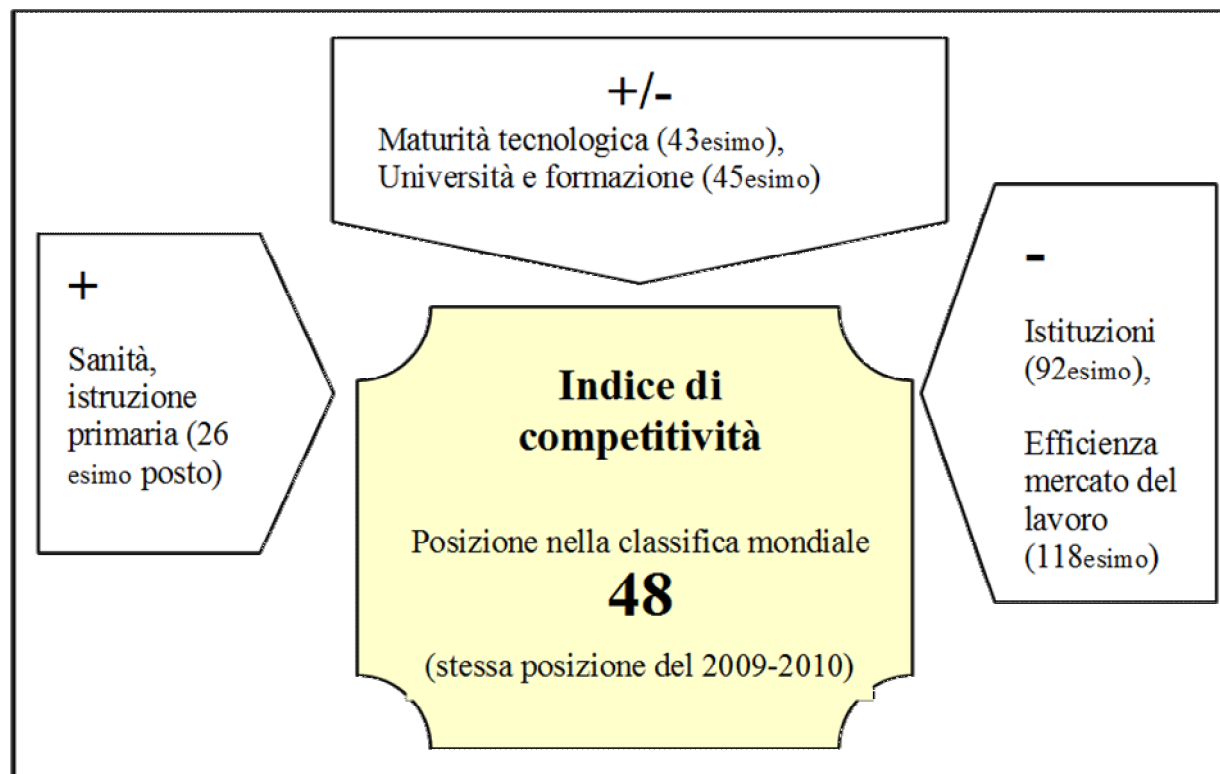 +/-
Maturità tecnologica (43esimo),
Università e formazione (45esimo)
+
Sanità,
istruzione
primaria (26
esimo posto)
-
Istituzioni
(92esimo),
Efficienza
mercato del
lavoro
(118esimo)
Indice di
competitività
Posizione nella classifica mondiale
48
(stessa posizione del 2009-2010)